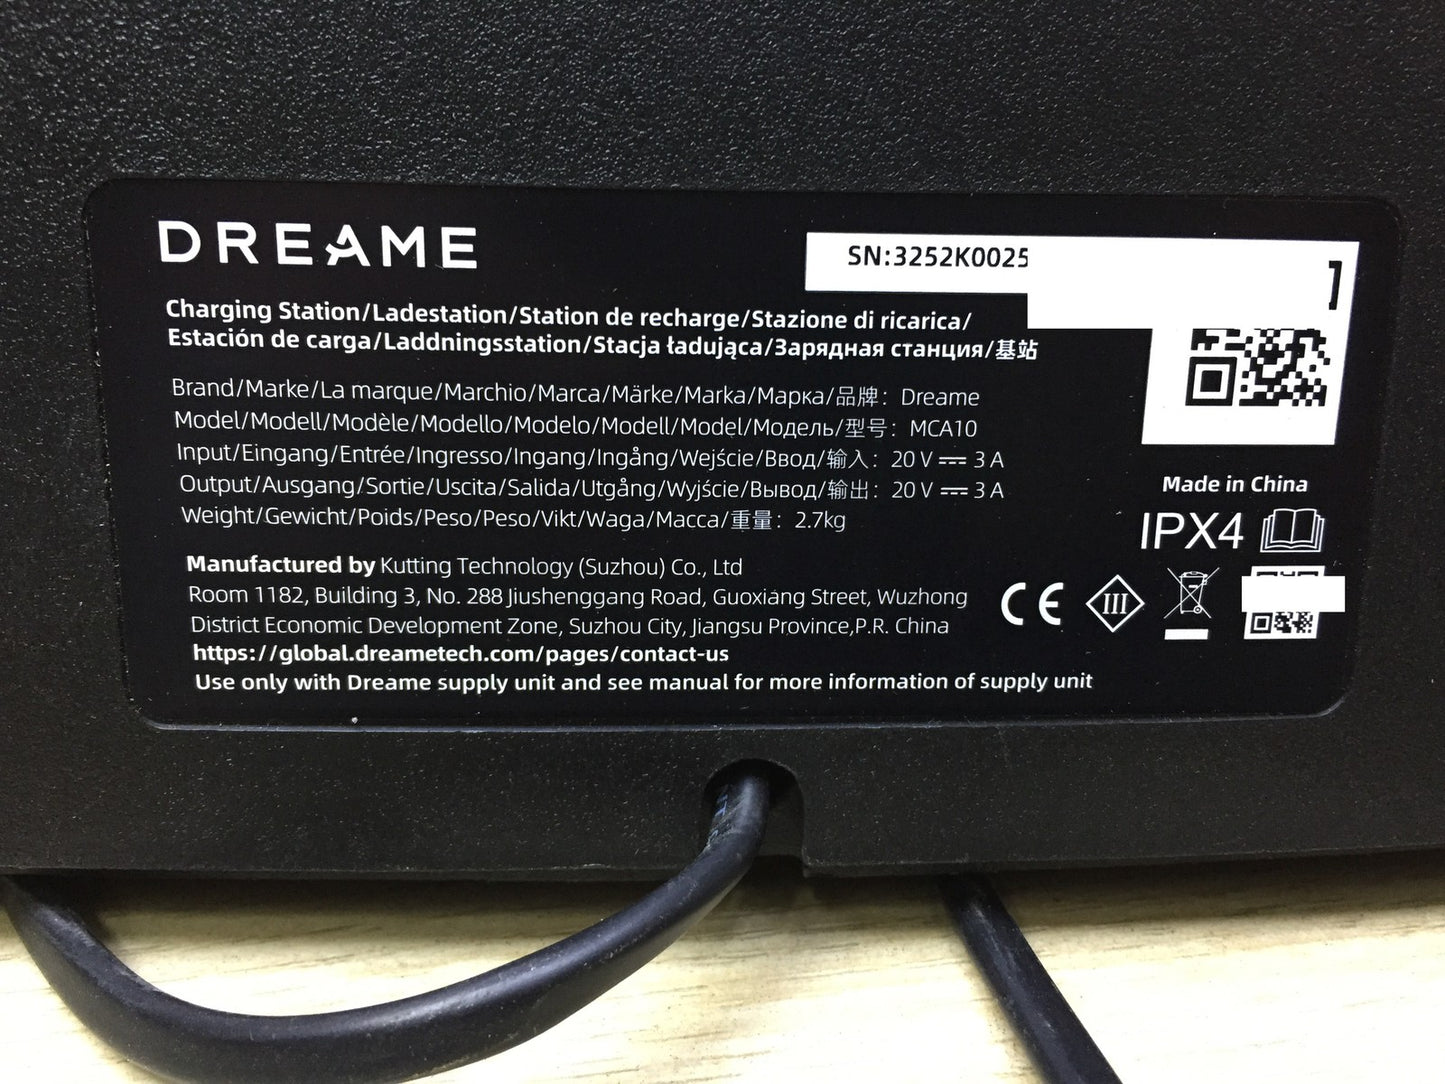 DREAME
SN:3252K0025
Charging Station/Ladestation/Station de recharge/Stazione di ricarica/
Estación de carga/Laddningsstation/Stacja ładująca/Зарядная станция/基站
Brand/Marke/La marque/Marchio/Marca/Märke/Marka/Марка/品牌: Dreame
Model/Modell/Modèle/Modello/Modelo/Modell/Model/Модель/型号: MCA10
Input/Eingang/Entrée/Ingresso/Ingang/Ingång/Wejście/Ввод/输入: 20 V ⎓ 3 A
Output/Ausgang/Sortie/Uscita/Salida/Utgång/Wyjście/Вывод/输出: 20 V ⎓ 3 A
Weight/Gewicht/Poids/Peso/Peso/Vikt/Waga/Масса/重量: 2.7kg
Made in China
IPX4
Manufactured by Kutting Technology (Suzhou) Co., Ltd
Room 1182, Building 3, No. 288 Jiushenggang Road, Guoxiang Street, Wuzhong
District Economic Development Zone, Suzhou City, Jiangsu Province,P.R. China
CE III
https://global.dreametech.com/pages/contact-us
Use only with Dreame supply unit and see manual for more information of supply unit